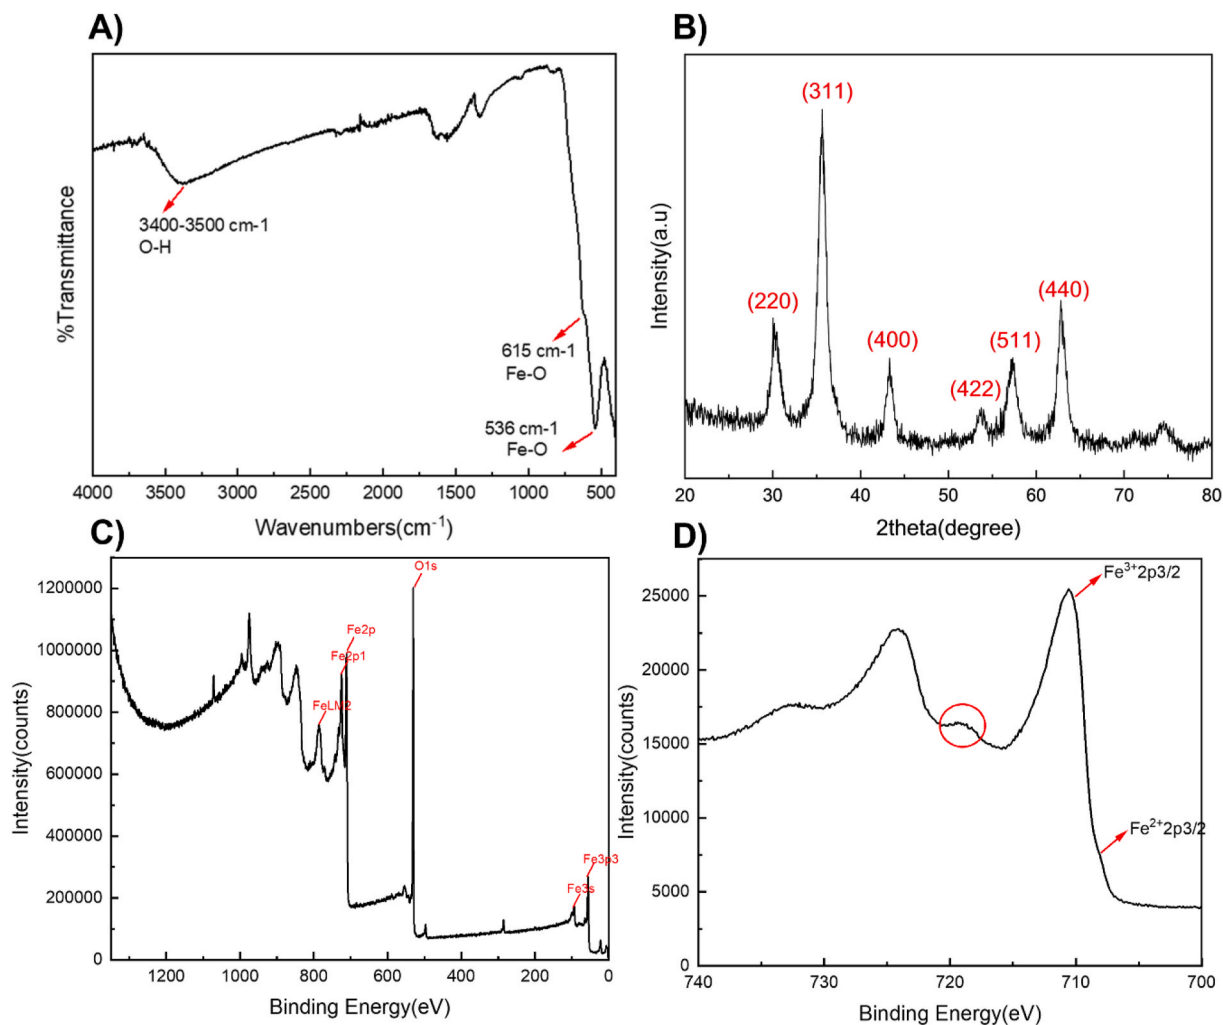 A)
%Transmittance
3400-3500 cm-1
O-H
615 cm-1
Fe-O
536 cm-1
Fe-O
4000 3500 3000 2500 2000 1500 1000 500
Wavenumbers(cm⁻¹)
B)
Intensity(a.u)
(220)
(311)
(400)
(422)
(511)
(440)
20 30 40 50 60 70 80
2theta(degree)
C)
Intensity(counts)
1200000
1000000
800000
600000
400000
200000
0
O1s
Fe2p
Fe2p1
FeLM2
Fe3p3
Fe3s
1200 1000 800 600 400 200 0
Binding Energy(eV)
D)
Intensity(counts)
25000
20000
15000
10000
5000
0
Fe³⁺2p3/2
Fe²⁺2p3/2
740 730 720 710 700
Binding Energy(eV)